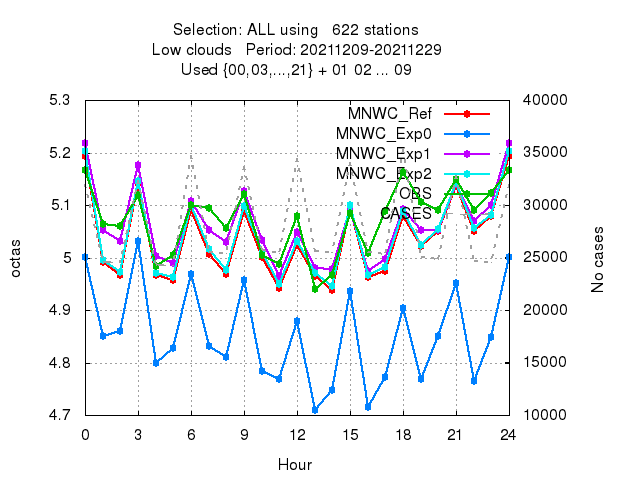 Selection: ALL using   622 stations
Low clouds   Period: 20211209-20211229
Used {00,03,...,21} + 01 02 ... 09
5.3
5.2
5.1
5
4.9
4.8
4.7
octas
40000
35000
30000
25000
20000
15000
10000
No cases
MNWC_Ref
MNWC_Exp0
MNWC_Exp1
MNWC_Exp2
OBS
CASES
0 3 6 9 12 15 18 21 24
Hour